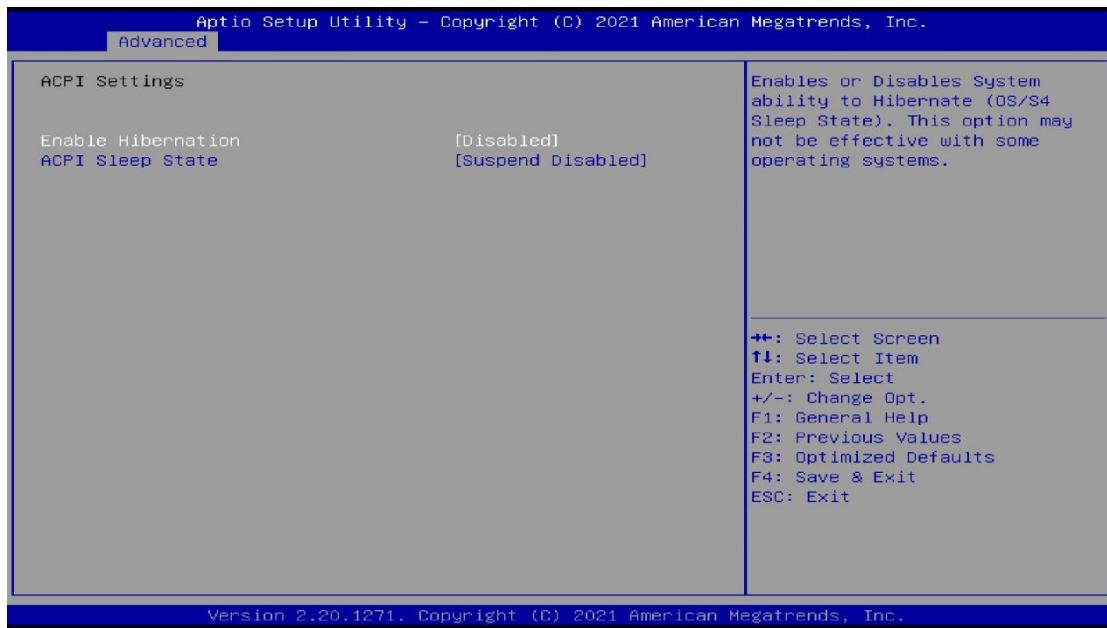 Aptio Setup Utility – Copyright (C) 2021 American Megatrends, Inc.
Advanced
ACPI Settings
Enable Hibernation [Disabled]
ACPI Sleep State [Suspend Disabled]
Enables or Disables System
ability to Hibernate (OS/S4
Sleep State). This option may
not be effective with some
operating systems.
→←: Select Screen
↑↓: Select Item
Enter: Select
+/-: Change Opt.
F1: General Help
F2: Previous Values
F3: Optimized Defaults
F4: Save & Exit
ESC: Exit
Version 2.20.1271. Copyright (C) 2021 American Megatrends, Inc.